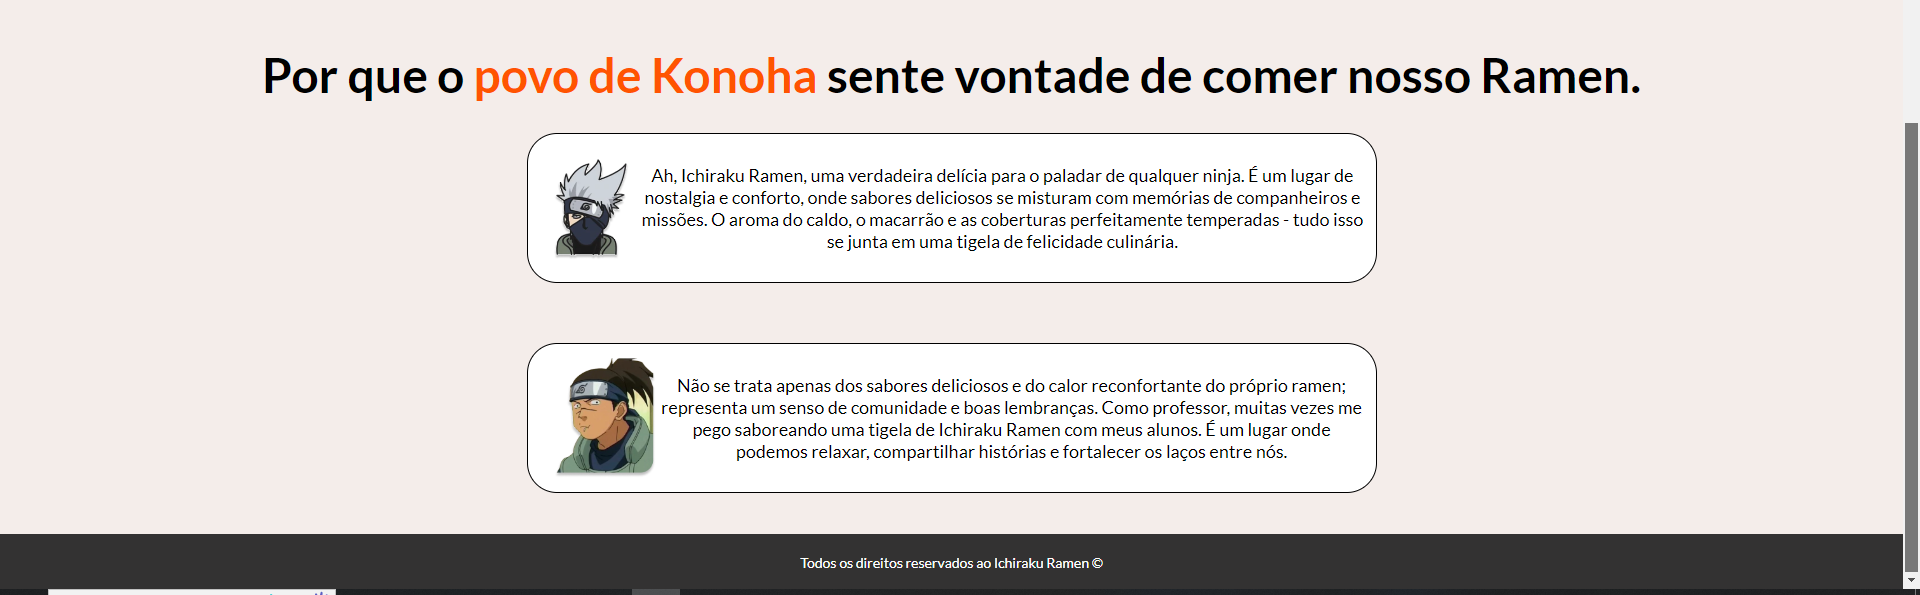 Por que o povo de Konoha sente vontade de comer nosso Ramen.
Ah, Ichiraku Ramen, uma verdadeira delícia para o paladar de qualquer ninja. É um lugar de
nostalgia e conforto, onde sabores deliciosos se misturam com memórias de companheiros e
missões. O aroma do caldo, o macarrão e as coberturas perfeitamente temperadas - tudo isso
se junta em uma tigela de felicidade culinária.
Não se trata apenas dos sabores deliciosos e do calor reconfortante do próprio ramen;
representa um senso de comunidade e boas lembranças. Como professor, muitas vezes me
pego saboreando uma tigela de Ichiraku Ramen com meus alunos. É um lugar onde
podemos relaxar, compartilhar histórias e fortalecer os laços entre nós.
Todos os direitos reservados ao Ichiraku Ramen ©